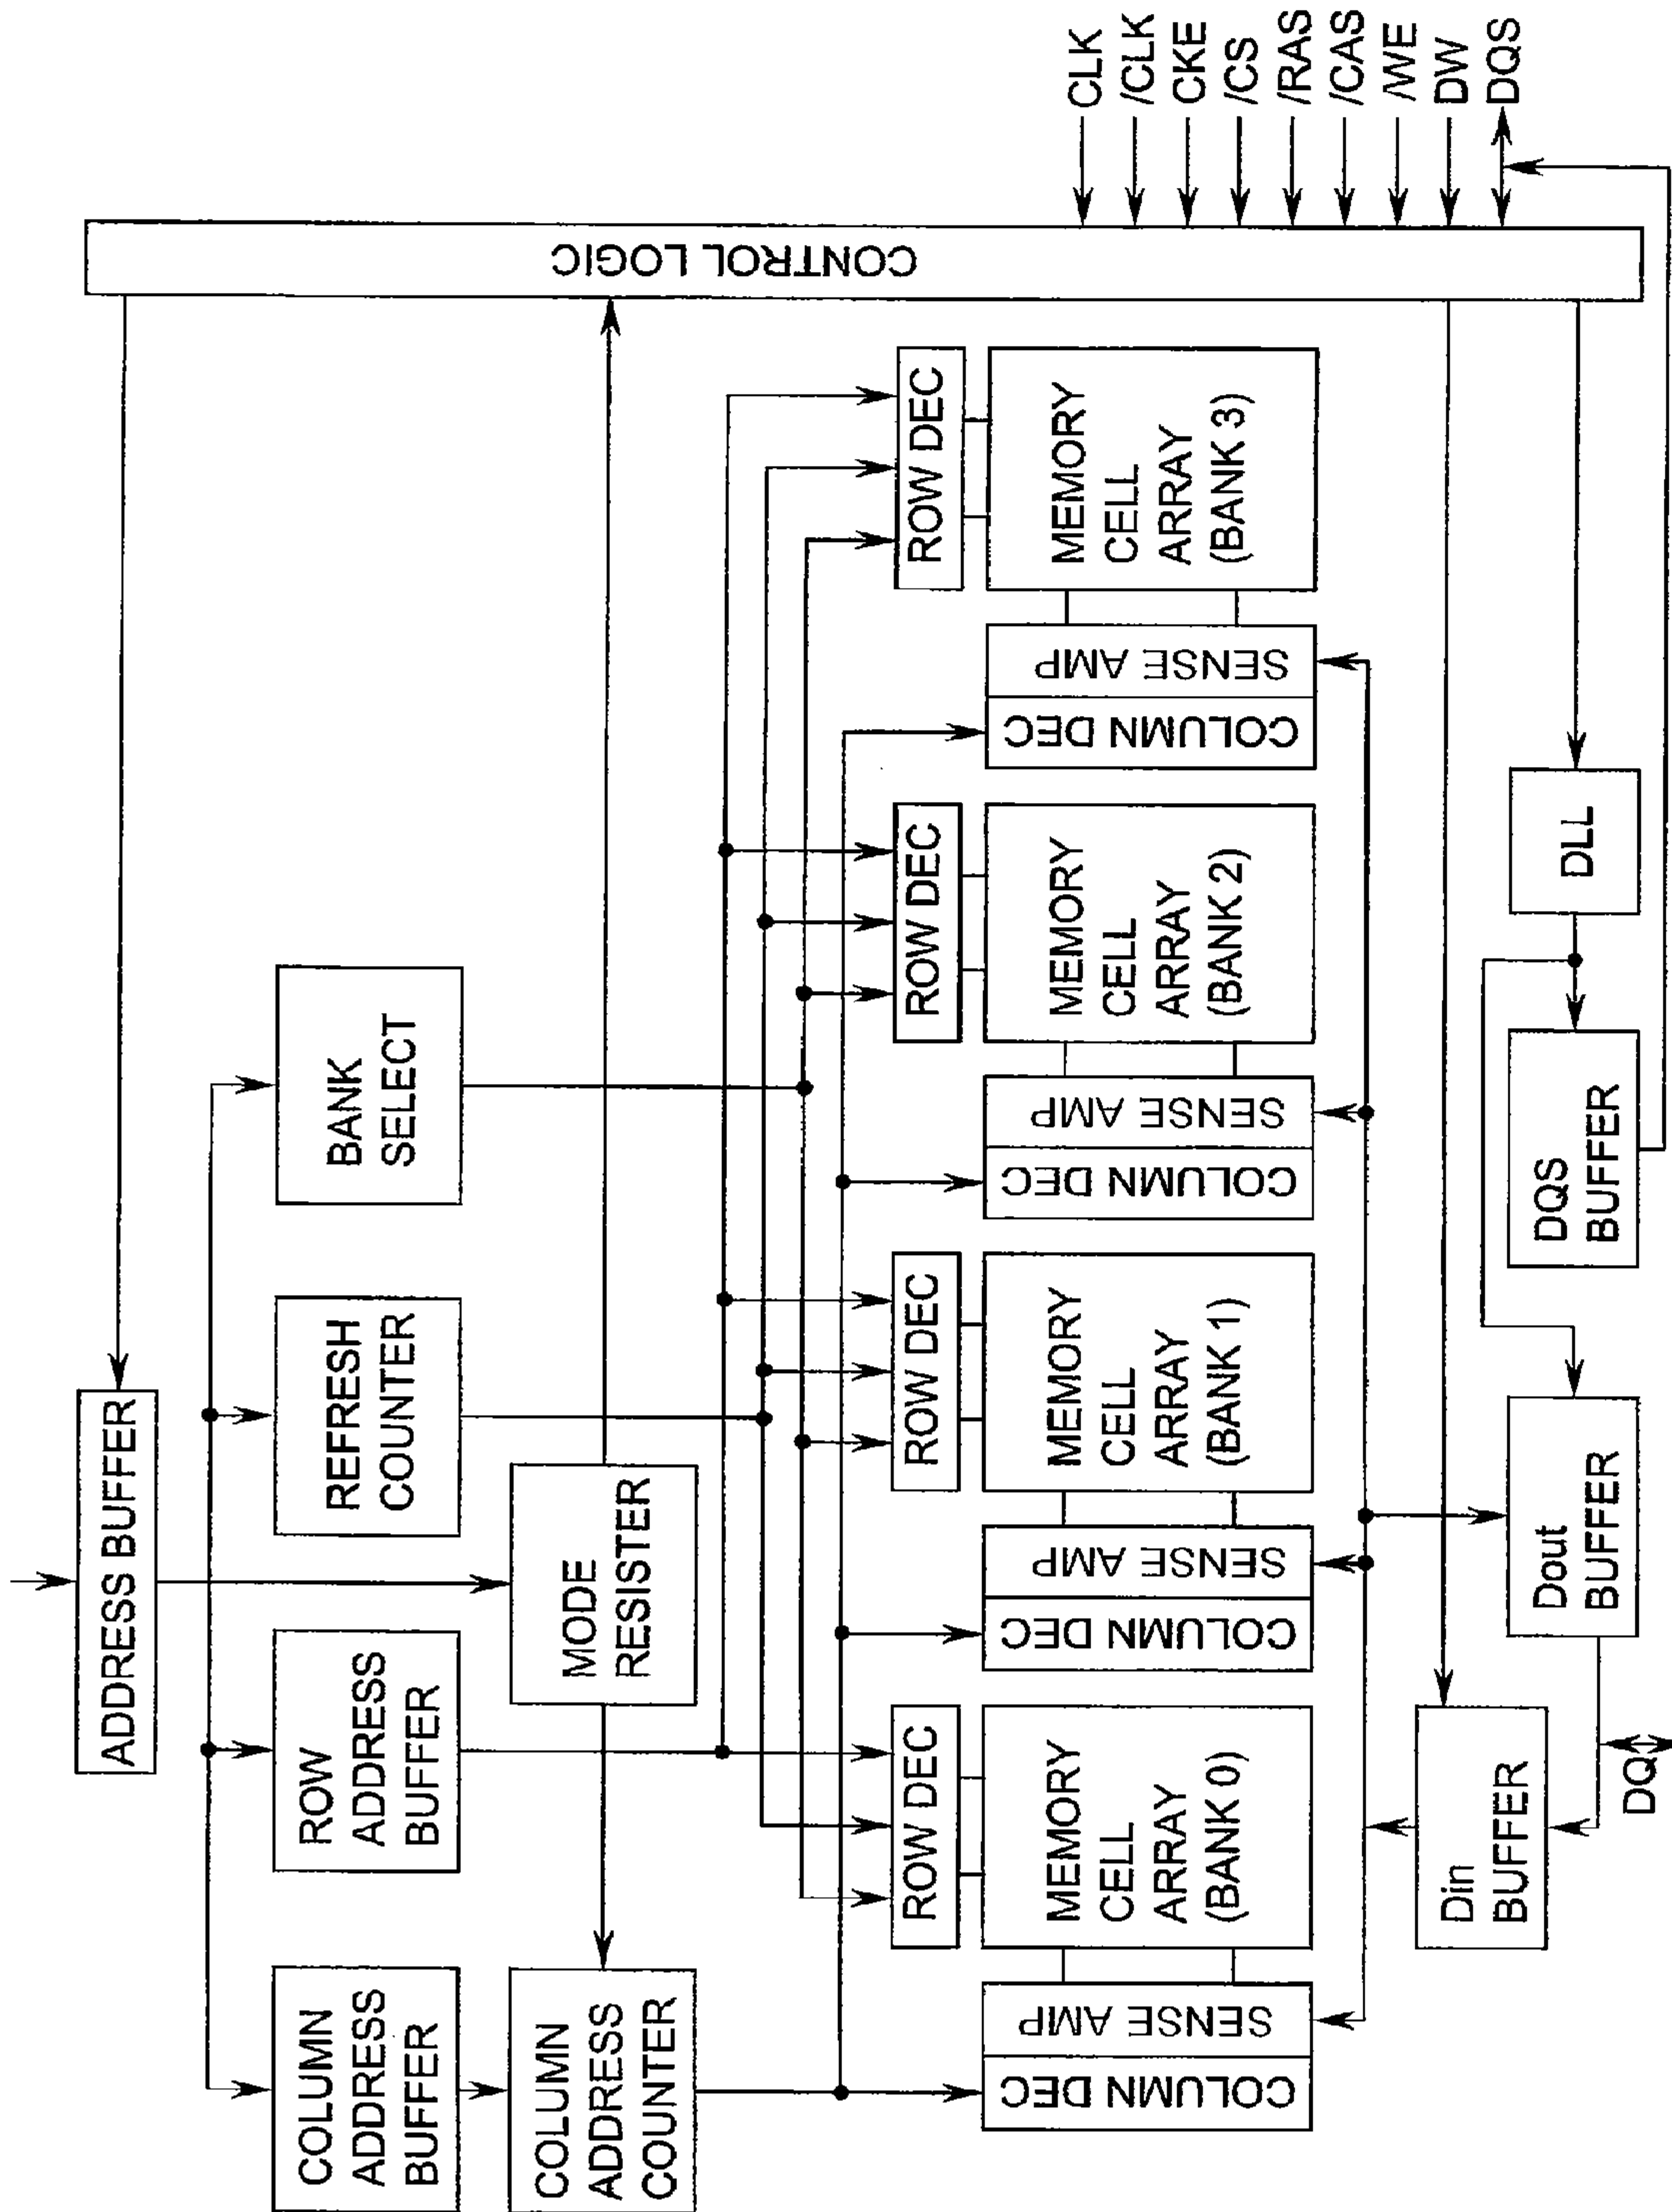 ADDRESS BUFFER
COLUMN
ADDRESS
BUFFER
ROW
ADDRESS
BUFFER
REFRESH
COUNTER
BANK
SELECT
COLUMN
ADDRESS
COUNTER
MODE
RESISTER
CONTROL LOGIC
ROW DEC
ROW DEC
ROW DEC
ROW DEC
COLUMN DEC
SENSE AMP
MEMORY
CELL
ARRAY
(BANK 0)
COLUMN DEC
SENSE AMP
MEMORY
CELL
ARRAY
(BANK 1)
COLUMN DEC
SENSE AMP
MEMORY
CELL
ARRAY
(BANK 2)
COLUMN DEC
SENSE AMP
MEMORY
CELL
ARRAY
(BANK 3)
CLK
/CLK
CKE
/CS
/RAS
/CAS
/WE
DW
DQS
Din
BUFFER
Dout
BUFFER
DQS
BUFFER
DLL
DQ